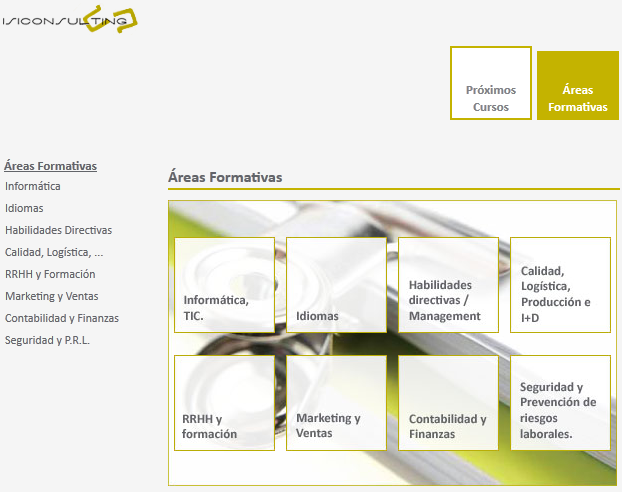 ISICONSULTING
Próximos
Cursos
Áreas
Formativas
Áreas Formativas
Informática
Idiomas
Habilidades Directivas
Calidad, Logística, ...
RRHH y Formación
Marketing y Ventas
Contabilidad y Finanzas
Seguridad y P.R.L.
Áreas Formativas
Informática,
TIC.
Idiomas
Habilidades
directivas /
Management
Calidad,
Logística,
Producción e
I+D
RRHH y
formación
Marketing y
Ventas
Contabilidad y
Finanzas
Seguridad y
Prevención de
riesgos
laborales.